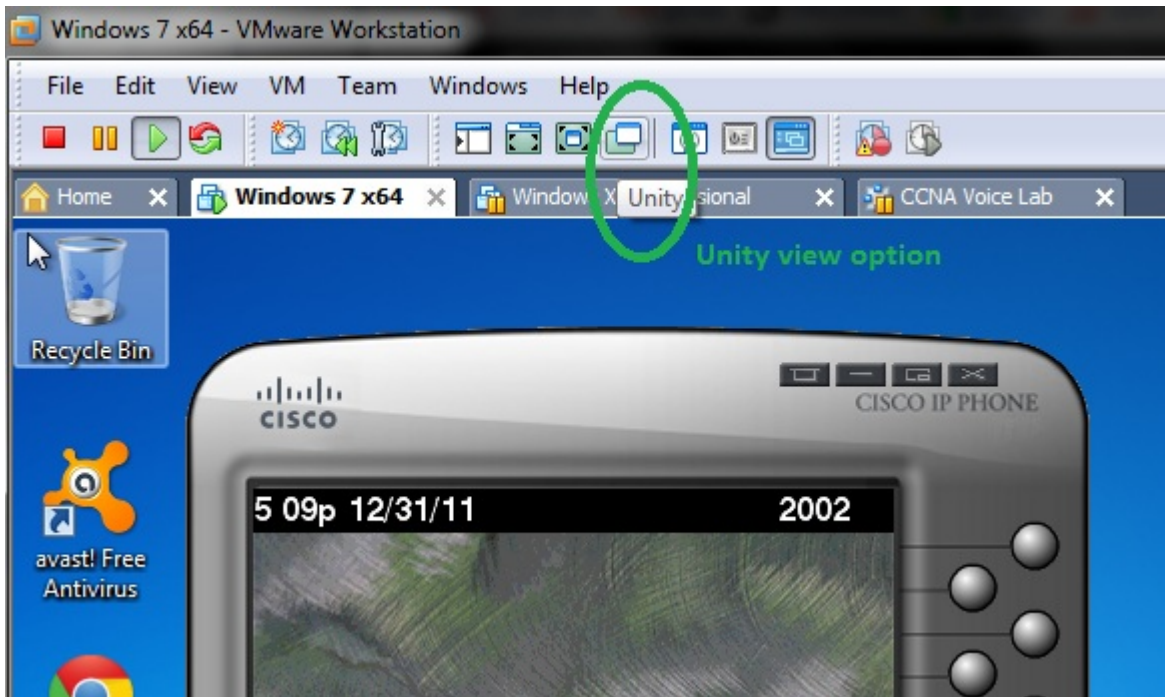 Windows 7 x64 - VMware Workstation
File Edit View VM Team Windows Help
Home Windows 7 x64 Window X sional CCNA Voice Lab
Unity
Unity view option
Recycle Bin
CISCO
CISCO IP PHONE
5 09p 12/31/11 2002
avast! Free
Antivirus